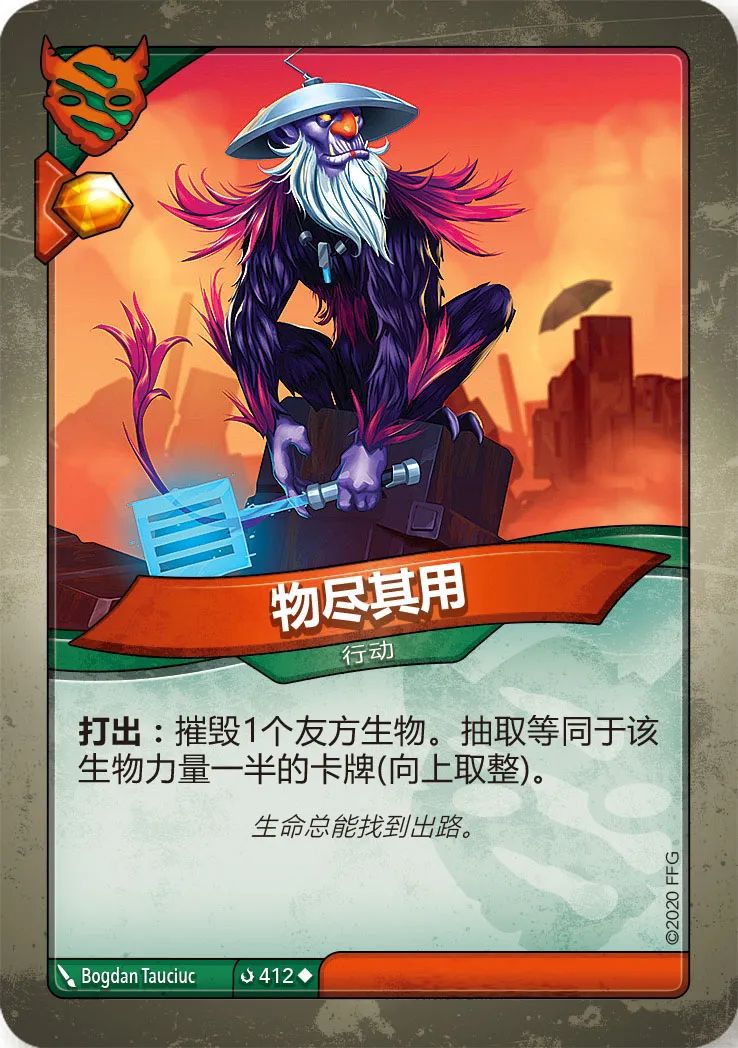 物尽其用
行动
打出：摧毁1个友方生物。抽取等同于该
生物力量一半的卡牌(向上取整)。
生命总能找到出路。
©2020 FFG
Bogdan Tauciuc
412